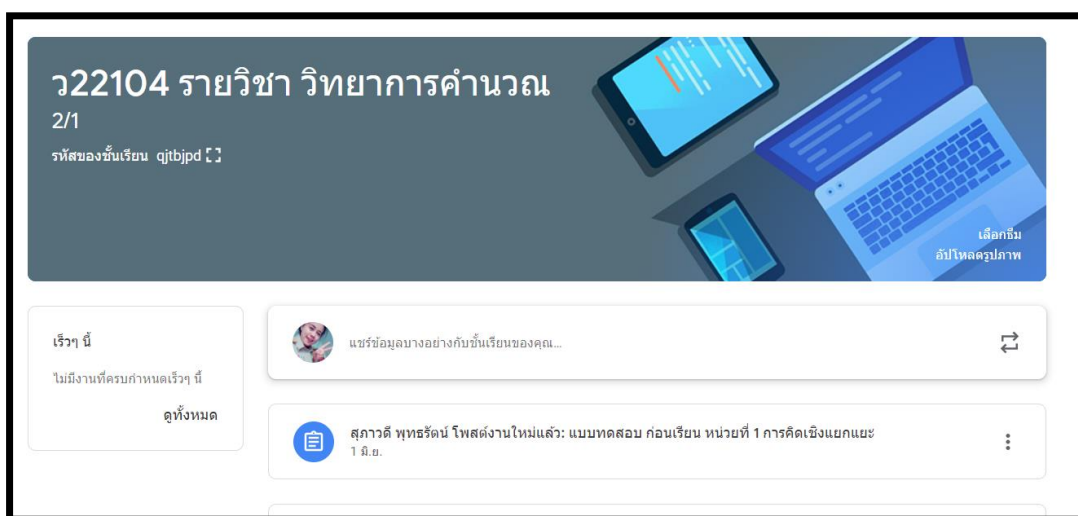 ว22104 รายวิชา วิทยาการคำนวณ
2/1
รหัสของชั้นเรียน qjtbjpd
เลือกธีม
อัปโหลดรูปภาพ
เร็วๆ นี้
ไม่มีงานที่ครบกำหนดเร็วๆ นี้
ดูทั้งหมด
แชร์ข้อมูลบางอย่างกับชั้นเรียนของคุณ...
สุภาวดี พุทธรัตน์ โพสต์งานใหม่แล้ว: แบบทดสอบ ก่อนเรียน หน่วยที่ 1 การคิดเชิงแยกแยะ
1 มิ.ย.